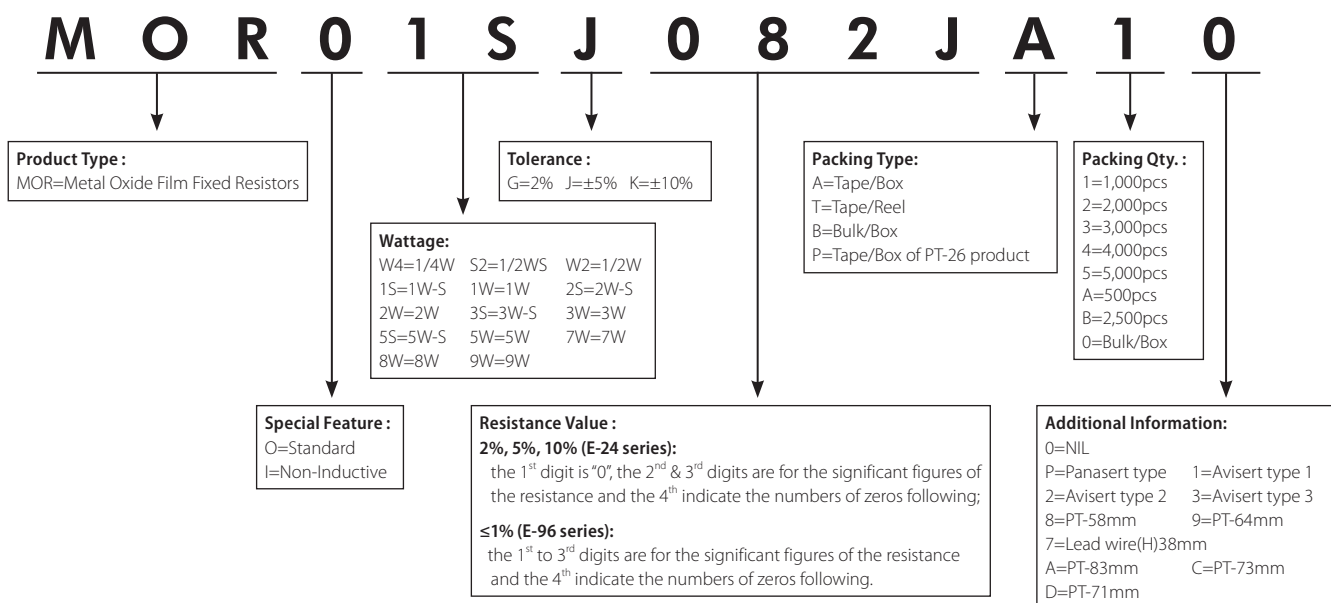 M O R 0 1 S J 0 8 2 J A 1 0
Product Type :
MOR=Metal Oxide Film Fixed Resistors
Tolerance :
G=2% J=±5% K=±10%
Packing Type:
A=Tape/Box
T=Tape/Reel
B=Bulk/Box
P=Tape/Box of PT-26 product
Packing Qty. :
1=1,000pcs
2=2,000pcs
3=3,000pcs
4=4,000pcs
5=5,000pcs
A=500pcs
B=2,500pcs
0=Bulk/Box
Wattage:
W4=1/4W S2=1/2WS W2=1/2W
1S=1W-S 1W=1W 2S=2W-S
2W=2W 3S=3W-S 3W=3W
5S=5W-S 5W=5W 7W=7W
8W=8W 9W=9W
Special Feature :
O=Standard
I=Non-Inductive
Resistance Value :
2%, 5%, 10% (E-24 series):
the 1st digit is "0", the 2nd & 3rd digits are for the significant figures of
the resistance and the 4th indicate the numbers of zeros following;
≤1% (E-96 series):
the 1st to 3rd digits are for the significant figures of the resistance
and the 4th indicate the numbers of zeros following.
Additional Information:
0=NIL
P=Panasert type 1=Avisert type 1
2=Avisert type 2 3=Avisert type 3
8=PT-58mm 9=PT-64mm
7=Lead wire(H)38mm
A=PT-83mm C=PT-73mm
D=PT-71mm